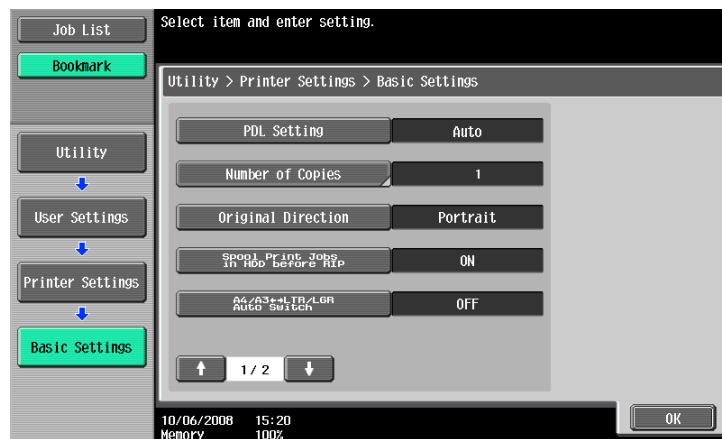 Job List
Bookmark
Utility
User Settings
Printer Settings
Basic Settings
Select item and enter setting.
Utility > Printer Settings > Basic Settings
PDL Setting
Auto
Number of Copies
1
Original Direction
Portrait
Spool Print Jobs
in HDD before RIP
ON
A4/A3↔LTR/LGR
Auto Switch
OFF
↑ 1/ 2 ↓
10/06/2008 15:20
Memory 100%
OK